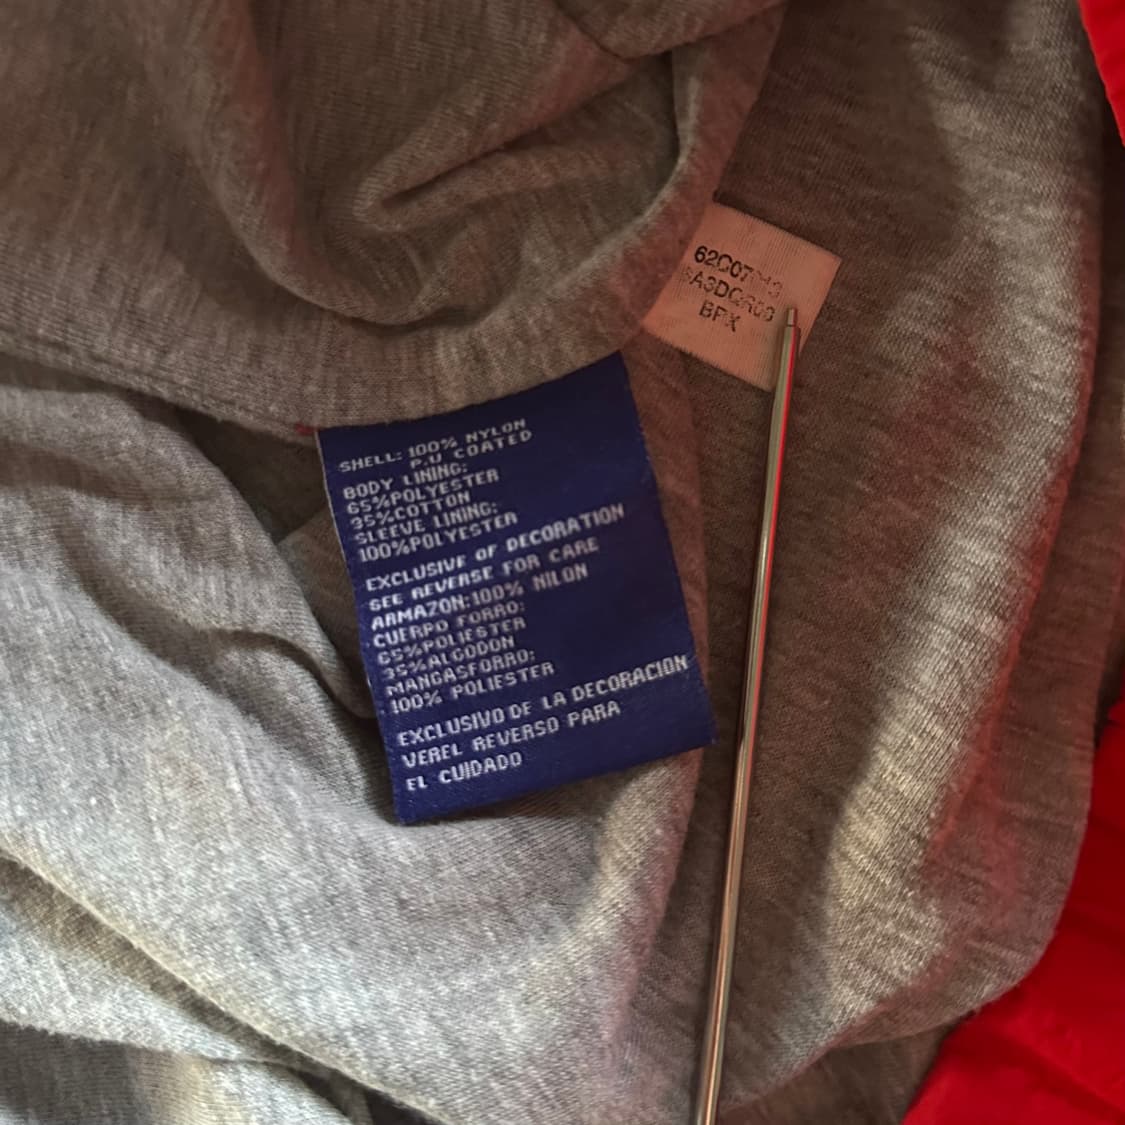 SHELL: 100% NYLON
P.U COATED
BODY LINING:
65%POLYESTER
35%COTTON
SLEEVE LINING:
100%POLYESTER
EXCLUSIVE OF DECORATION
SEE REVERSE FOR CARE
ARMAZON:100% NILON
CUERPO FORRO:
65%POLIESTER
35%ALGODON
MANGASFORRO:
100% POLIESTER
EXCLUSIVO DE LA DECORACION
VEREL REVERSO PARA
EL CUIDADO